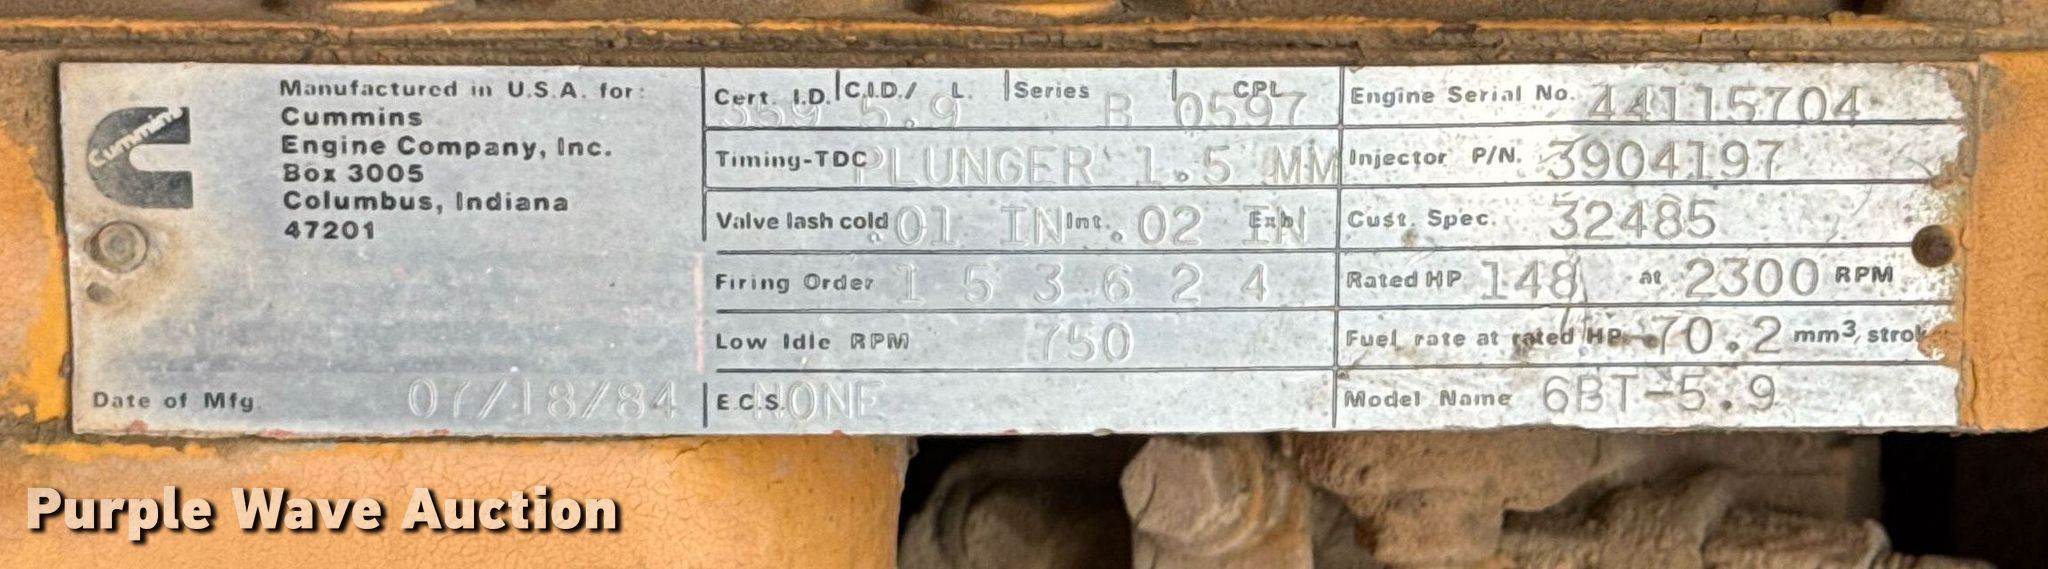 Cummins
Manufactured in U.S.A. for:
Cummins
Engine Company, Inc.
Box 3005
Columbus, Indiana
47201
Date of Mfg. 07/18/84
Cert. I.D. 359 C.I.D./ L. 5.9 Series B CPL 0597
Timing-TDC PLUNGER 1.5 MM
Valve lash cold .01 IN Int. .02 IN Exh
Firing Order 1 5 3 6 2 4
Low Idle RPM 750
E.C.S. NONE
Engine Serial No. 44115704
Injector P/N. 3904197
Cust. Spec. 32485
Rated HP 148 at 2300 RPM
Fuel rate at rated HP 70.2 mm3/strok
Model Name 6BT-5.9
Purple Wave Auction